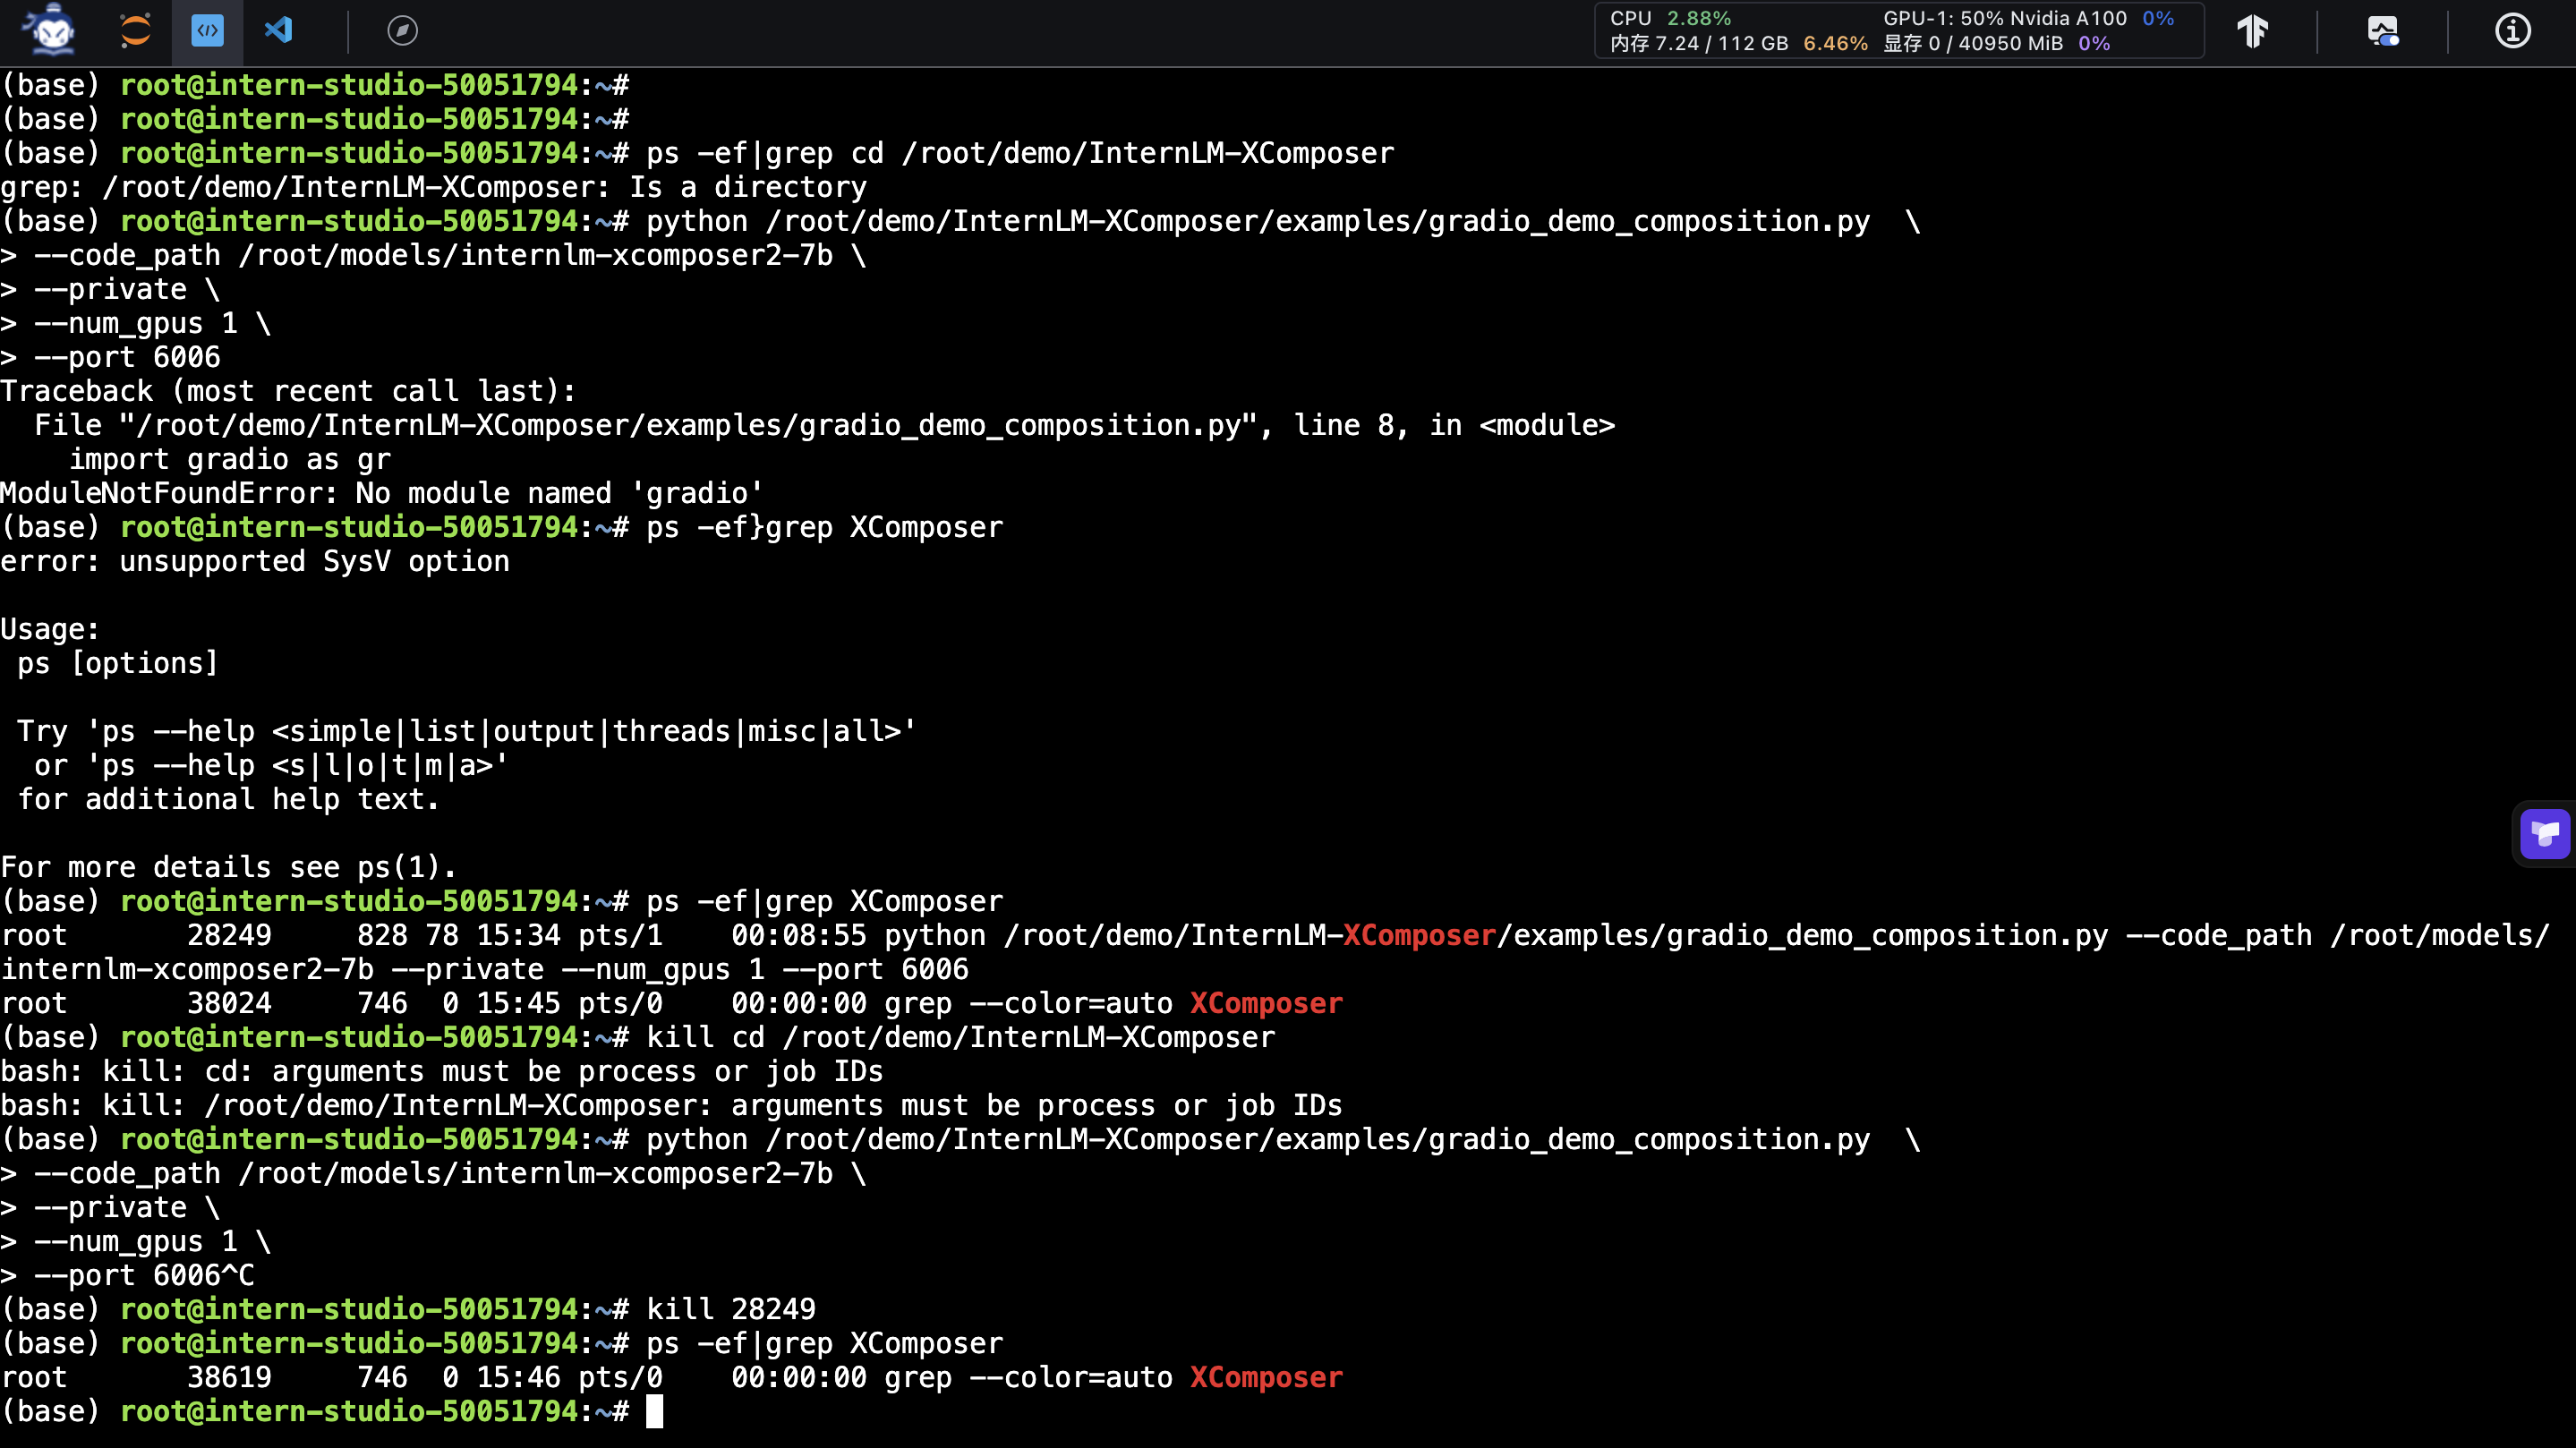 CPU 2.88% GPU-1: 50% Nvidia A100 0%
内存 7.24 / 112 GB 6.46% 显存 0 / 40950 MiB 0%
(base) root@intern-studio-50051794:~#
(base) root@intern-studio-50051794:~#
(base) root@intern-studio-50051794:~# ps -ef|grep cd /root/demo/InternLM-XComposer
grep: /root/demo/InternLM-XComposer: Is a directory
(base) root@intern-studio-50051794:~# python /root/demo/InternLM-XComposer/examples/gradio_demo_composition.py  \
> --code_path /root/models/internlm-xcomposer2-7b \
> --private \
> --num_gpus 1 \
> --port 6006
Traceback (most recent call last):
  File "/root/demo/InternLM-XComposer/examples/gradio_demo_composition.py", line 8, in <module>
    import gradio as gr
ModuleNotFoundError: No module named 'gradio'
(base) root@intern-studio-50051794:~# ps -ef}grep XComposer
error: unsupported SysV option

Usage:
 ps [options]

 Try 'ps --help <simple|list|output|threads|misc|all>'
  or 'ps --help <s|l|o|t|m|a>'
 for additional help text.

For more details see ps(1).
(base) root@intern-studio-50051794:~# ps -ef|grep XComposer
root       28249     828 78 15:34 pts/1    00:08:55 python /root/demo/InternLM-XComposer/examples/gradio_demo_composition.py --code_path /root/models/
internlm-xcomposer2-7b --private --num_gpus 1 --port 6006
root       38024     746  0 15:45 pts/0    00:00:00 grep --color=auto XComposer
(base) root@intern-studio-50051794:~# kill cd /root/demo/InternLM-XComposer
bash: kill: cd: arguments must be process or job IDs
bash: kill: /root/demo/InternLM-XComposer: arguments must be process or job IDs
(base) root@intern-studio-50051794:~# python /root/demo/InternLM-XComposer/examples/gradio_demo_composition.py  \
> --code_path /root/models/internlm-xcomposer2-7b \
> --private \
> --num_gpus 1 \
> --port 6006^C
(base) root@intern-studio-50051794:~# kill 28249
(base) root@intern-studio-50051794:~# ps -ef|grep XComposer
root       38619     746  0 15:46 pts/0    00:00:00 grep --color=auto XComposer
(base) root@intern-studio-50051794:~#